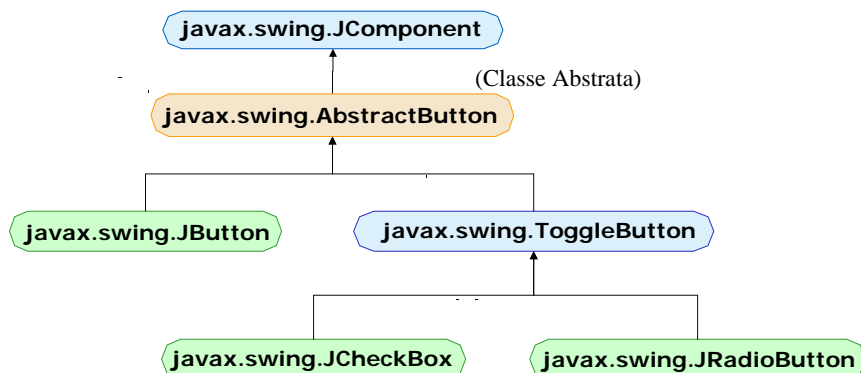 javax.swing.JComponent
(Classe Abstrata)
javax.swing.AbstractButton
javax.swing.JButton
javax.swing.ToggleButton
javax.swing.JCheckBox
javax.swing.JRadioButton